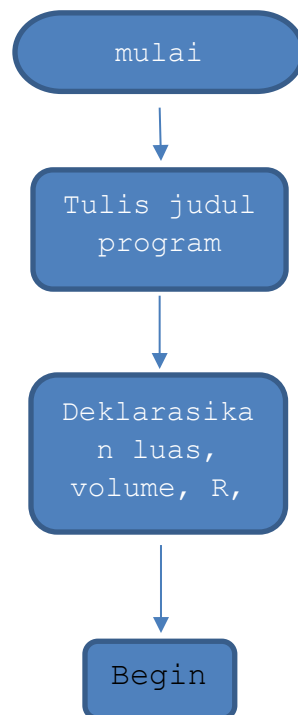 mulai
Tulis judul
program
Deklarasika
n luas,
volume, R,
Begin